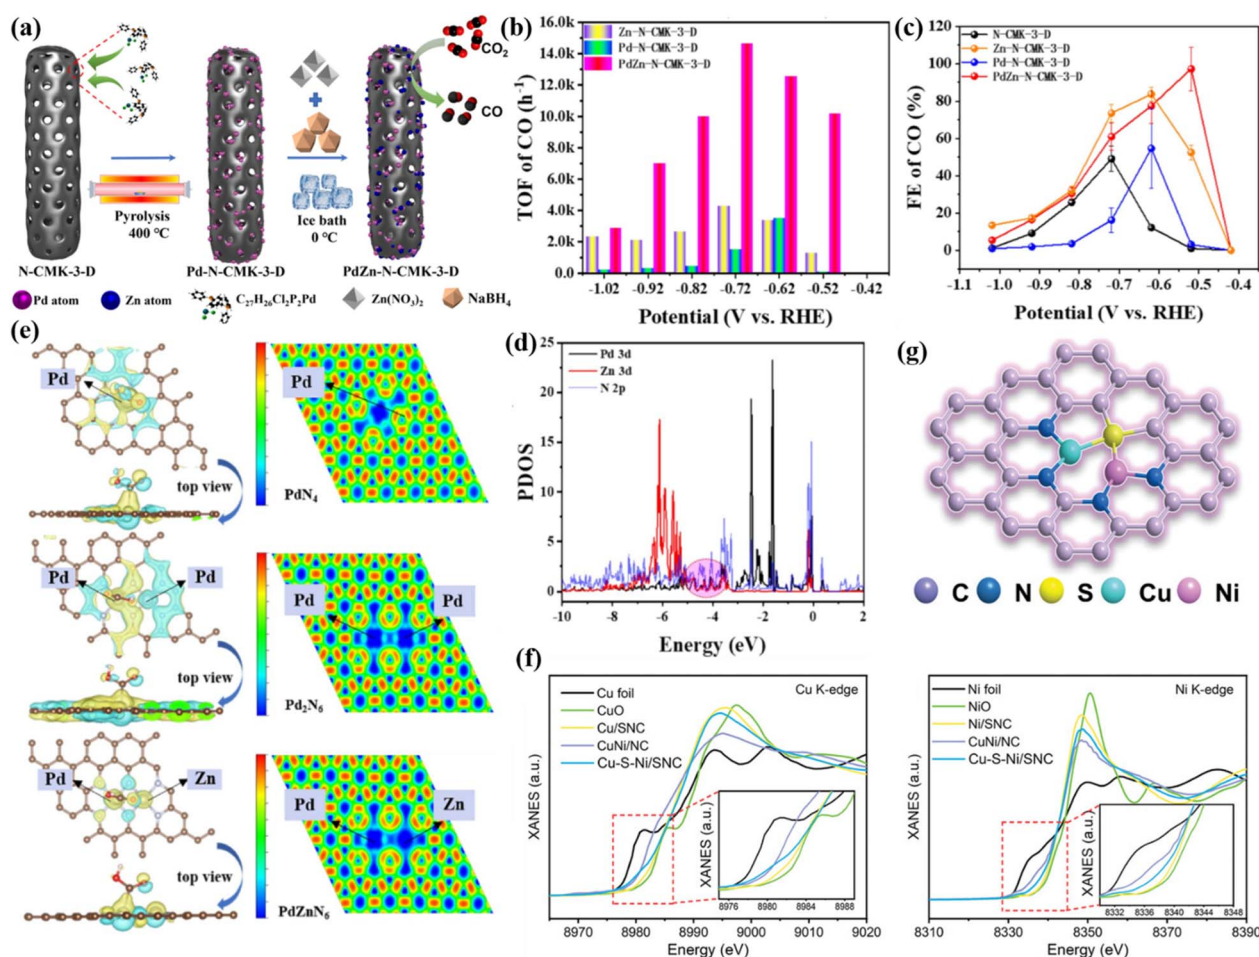 (a)
CO₂
CO
Pyrolysis
400 °C
Ice bath
0 °C
N-CMK-3-D
Pd-N-CMK-3-D
PdZn-N-CMK-3-D
Pd atom
Zn atom
C₂₇H₂₆Cl₂P₂Pd
Zn(NO₃)₂
NaBH₄
(b)
TOF of CO (h⁻¹)
16.0k
14.0k
12.0k
10.0k
8.0k
6.0k
4.0k
2.0k
0.0
Zn-N-CMK-3-D
Pd-N-CMK-3-D
PdZn-N-CMK-3-D
-1.02 -0.92 -0.82 -0.72 -0.62 -0.52 -0.42
Potential (V vs. RHE)
(c)
FE of CO (%)
120
100
80
60
40
20
0
N-CMK-3-D
Zn-N-CMK-3-D
Pd-N-CMK-3-D
PdZn-N-CMK-3-D
-1.1 -1.0 -0.9 -0.8 -0.7 -0.6 -0.5 -0.4
Potential (V vs. RHE)
(e)
Pd
top view
Pd
PdN₄
Pd Pd
top view
Pd Pd
Pd₂N₆
Pd Zn
top view
Pd Zn
PdZnN₆
(d)
PDOS
25
20
15
10
5
0
Pd 3d
Zn 3d
N 2p
-10 -8 -6 -4 -2 0 2
Energy (eV)
(g)
C N S Cu Ni
(f)
XANES (a.u.)
Cu foil
CuO
Cu/SNC
CuNi/NC
Cu-S-Ni/SNC
Cu K-edge
XANES (a.u.)
8976 8980 8984 8988
8970 8980 8990 9000 9010 9020
Energy (eV)
XANES (a.u.)
Ni foil
NiO
Ni/SNC
CuNi/NC
Cu-S-Ni/SNC
Ni K-edge
XANES (a.u.)
8332 8336 8340 8344 8348
8310 8330 8350 8370 8390
Energy (eV)